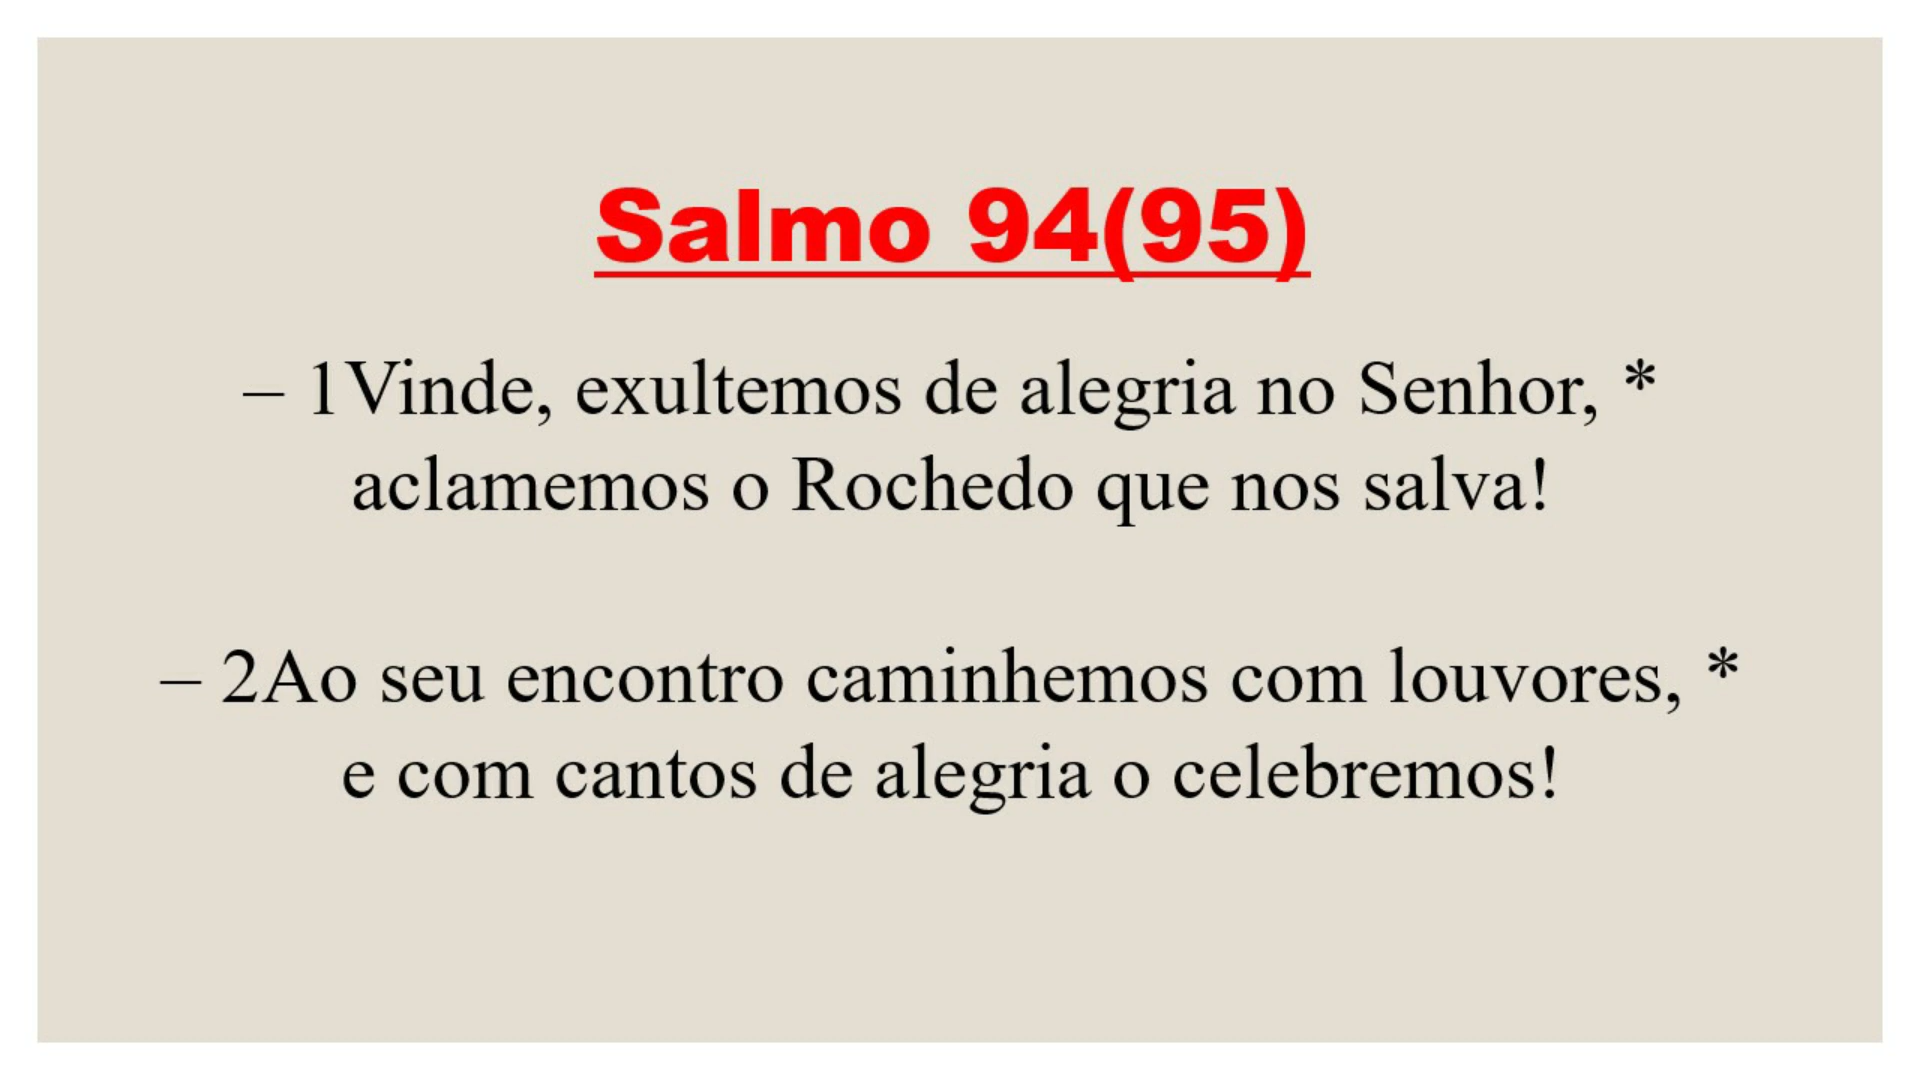 Salmo 94(95)
– 1Vinde, exultemos de alegria no Senhor, *
aclamemos o Rochedo que nos salva!
– 2Ao seu encontro caminhemos com louvores, *
e com cantos de alegria o celebremos!